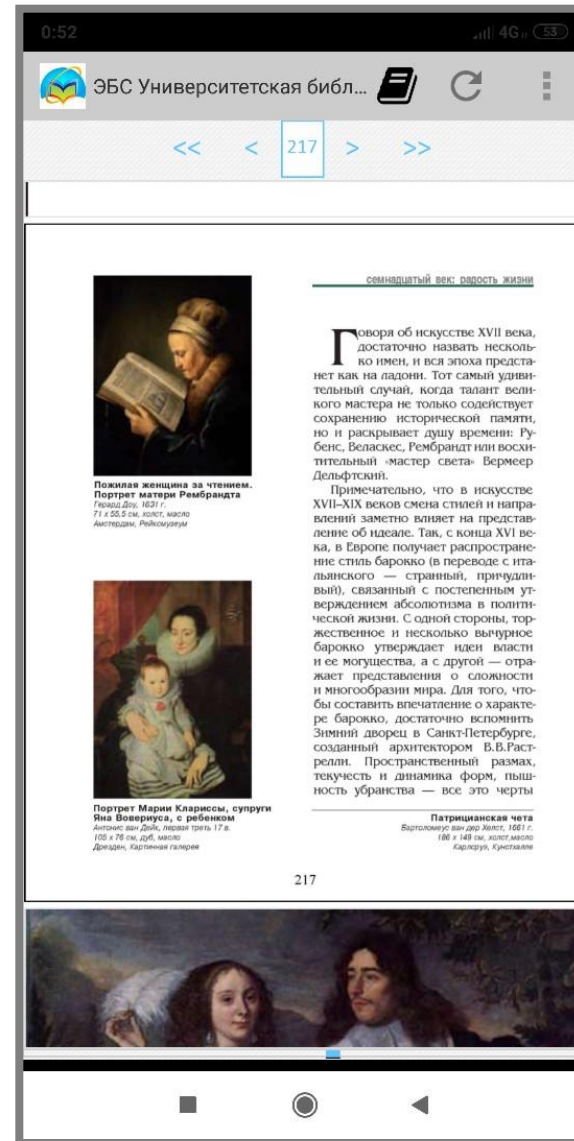 0:52
4G
53
ЭБС Университетская библ...
<<
<
217
>
>>
семнадцатый век: радость жизни
Пожилая женщина за чтением.
Портрет матери Рембрандта
Герард Доу, 1631 г.
71 x 55,5 см, холст, масло
Амстердам, Рейксмузеум
Портрет Марии Клариссы, супруги
Яна Вовериуса, с ребенком
Антонис ван Дейк, первая треть 17 в.
105 x 76 см, дуб, масло
Дрезден, Картинная галерея
Говоря об искусстве XVII века,
достаточно назвать несколь-
ко имен, и вся эпоха предста-
нет как на ладони. Тот самый удиви-
тельный случай, когда талант вели-
кого мастера не только содействует
сохранению исторической памяти,
но и раскрывает душу времени: Ру-
бенс, Веласкес, Рембрандт или восхи-
тительный «мастер света» Вермеер
Дельфтский.
Примечательно, что в искусстве
XVII–XIX веков смена стилей и напра-
влений заметно влияет на представ-
ление об идеале. Так, с конца XVI ве-
ка, в Европе получает распростране-
ние стиль барокко (в переводе с ита-
льянского — странный, причудли-
вый), связанный с постепенным ут-
верждением абсолютизма в полити-
ческой жизни. С одной стороны, тор-
жественное и несколько вычурное
барокко утверждает идеи власти
и ее могущества, а с другой — отра-
жает представления о сложности
и многообразии мира. Для того, что-
бы составить впечатление о характе-
ре барокко, достаточно вспомнить
Зимний дворец в Санкт-Петербурге,
созданный архитектором В.В.Раст-
релли. Пространственный размах,
текучесть и динамика форм, пыш-
ность убранства — все это черты
Патрицианская чета
Бартоломеус ван дер Хелст, 1661 г.
186 x 149 см, холст,масло
Карлсруэ, Кунстхалле
217